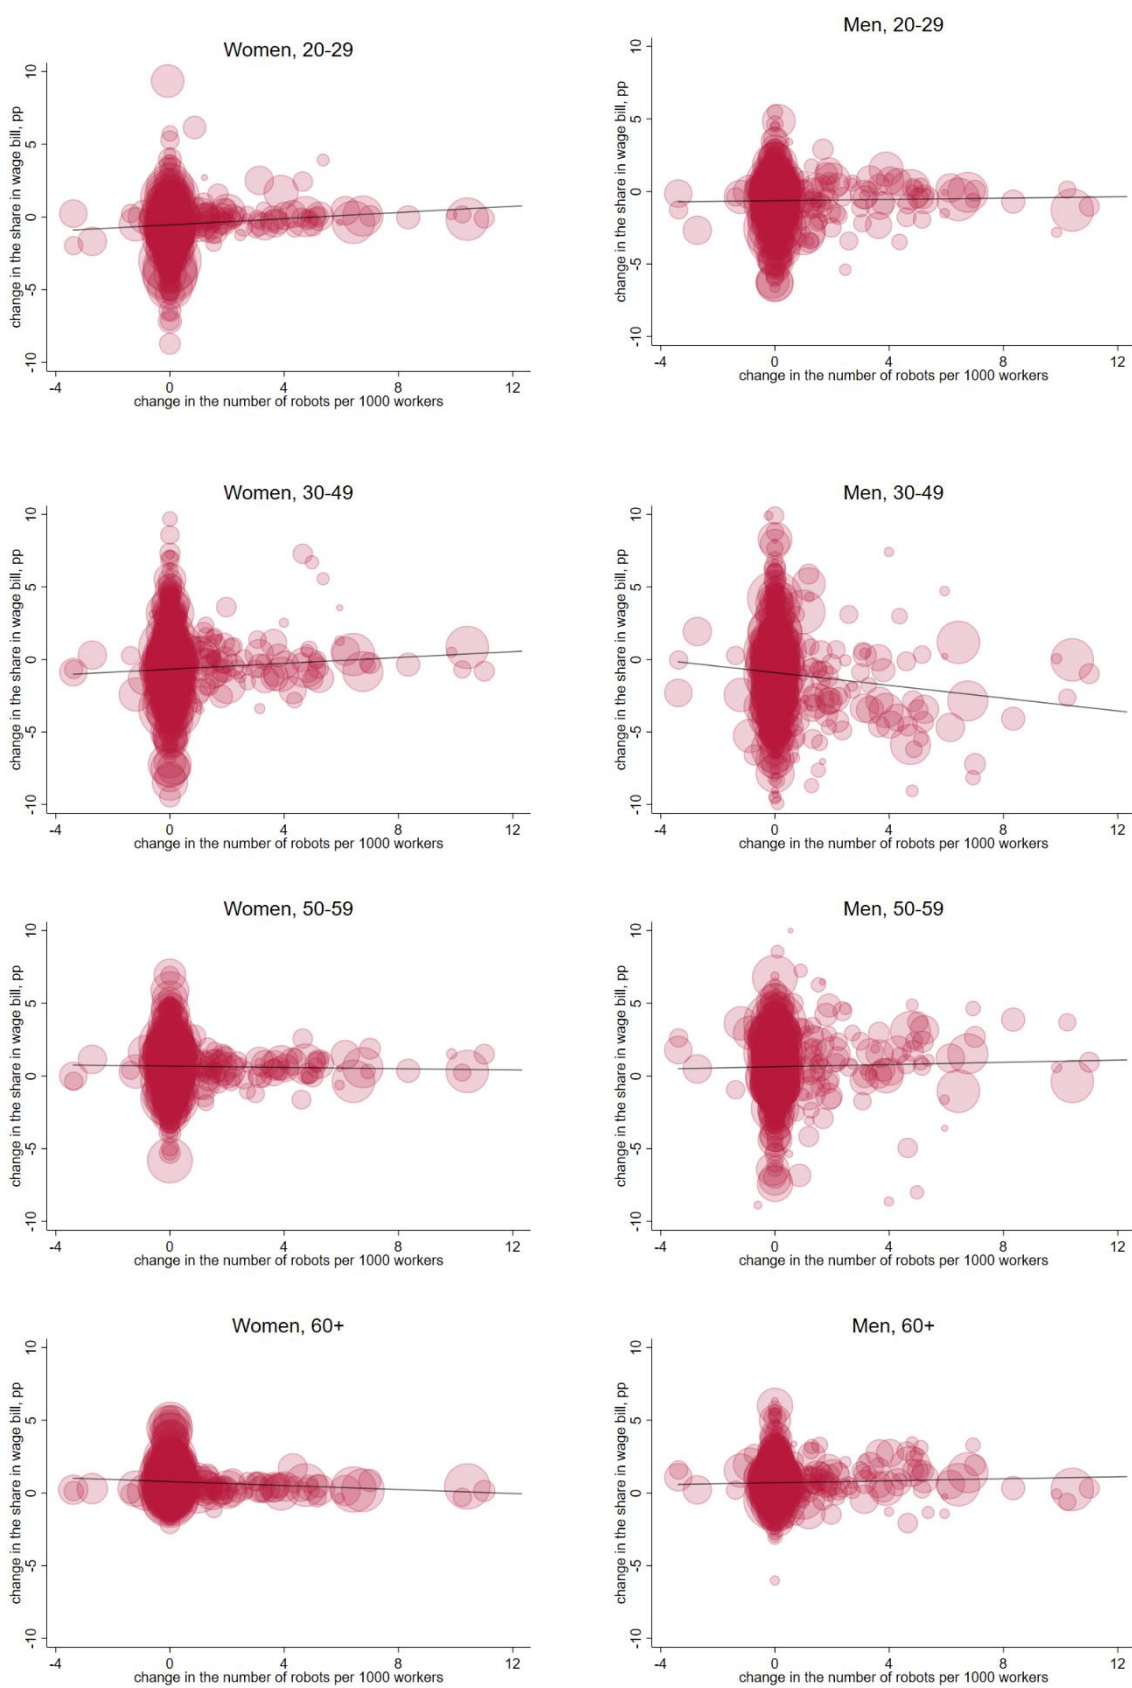 Women, 20-29
change in the share in wage bill, pp
10
5
0
-5
-10
-4 0 4 8 12
change in the number of robots per 1000 workers
Men, 20-29
change in the share in wage bill, pp
10
5
0
-5
-10
-4 0 4 8 12
change in the number of robots per 1000 workers
Women, 30-49
change in the share in wage bill, pp
10
5
0
-5
-10
-4 0 4 8 12
change in the number of robots per 1000 workers
Men, 30-49
change in the share in wage bill, pp
10
5
0
-5
-10
-4 0 4 8 12
change in the number of robots per 1000 workers
Women, 50-59
change in the share in wage bill, pp
10
5
0
-5
-10
-4 0 4 8 12
change in the number of robots per 1000 workers
Men, 50-59
change in the share in wage bill, pp
10
5
0
-5
-10
-4 0 4 8 12
change in the number of robots per 1000 workers
Women, 60+
change in the share in wage bill, pp
10
5
0
-5
-10
-4 0 4 8 12
change in the number of robots per 1000 workers
Men, 60+
change in the share in wage bill, pp
10
5
0
-5
-10
-4 0 4 8 12
change in the number of robots per 1000 workers